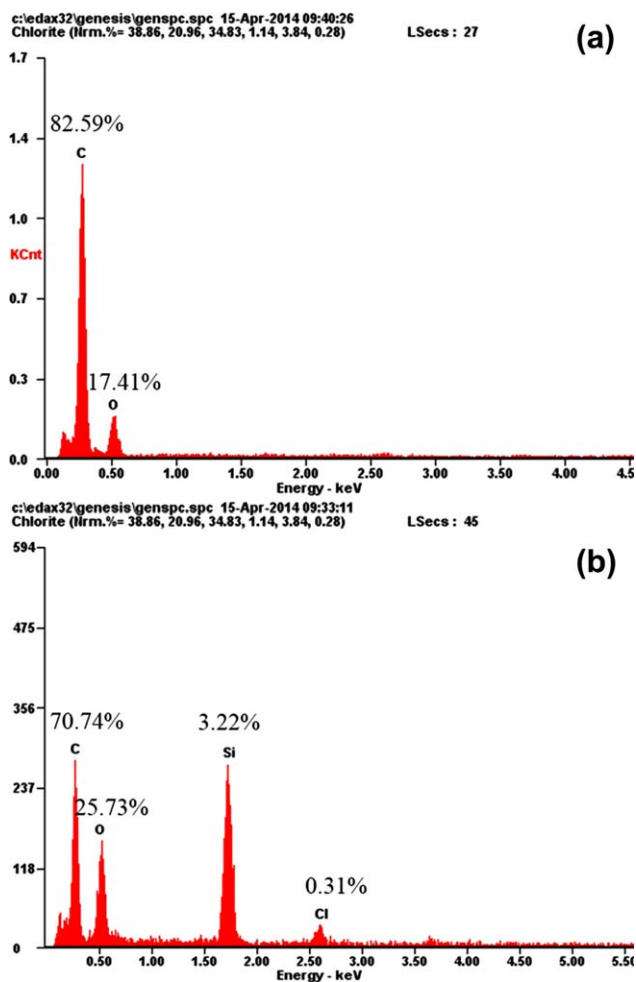 c:\edax32\genesis\genspc.spc 15-Apr-2014 09:40:26
Chlorite (Nrm.%= 38.86, 20.96, 34.83, 1.14, 3.84, 0.28) LSecs : 27
(a)
1.7
82.59%
1.4
C
1.0
KCnt
0.7
17.41%
0.3
O
0.0
0.00 0.50 1.00 1.50 2.00 2.50 3.00 3.50 4.00 4.5
Energy - keV
c:\edax32\genesis\genspc.spc 15-Apr-2014 09:33:11
Chlorite (Nrm.%= 38.86, 20.96, 34.83, 1.14, 3.84, 0.28) LSecs : 45
594
(b)
475
356
70.74% 3.22%
C Si
237
25.73%
O
118
0.31%
Cl
0
0.50 1.00 1.50 2.00 2.50 3.00 3.50 4.00 4.50 5.00 5.50
Energy - keV